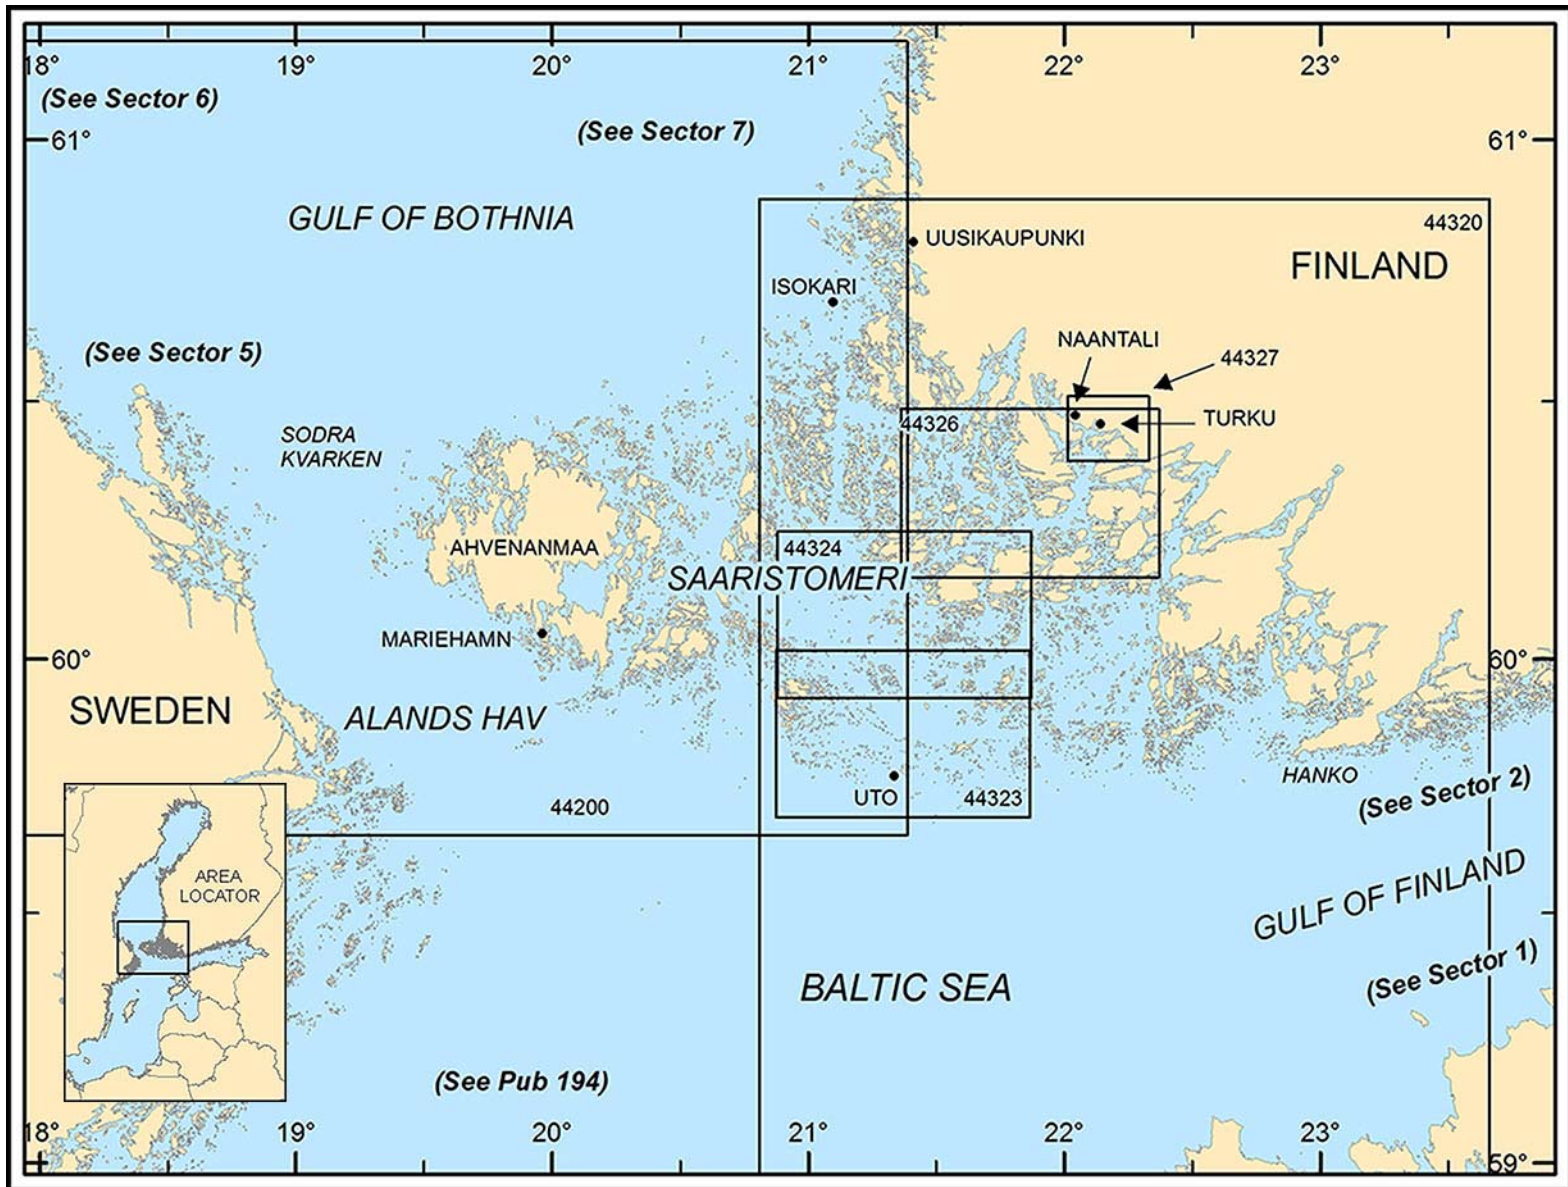 18° 19° 20° 21° 22° 23°
(See Sector 6)
(See Sector 7)
61° 61°
GULF OF BOTHNIA
44320
UUSIKAUPUNKI
FINLAND
ISOKARI
NAANTALI
(See Sector 5)
44327
TURKU
44326
SODRA
KVARKEN
AHVENANMAA
44324
SAARISTOMERI
MARIEHAMN
60° 60°
SWEDEN
ALANDS HAV
HANKO
(See Sector 2)
UTO
44323
44200
AREA
LOCATOR
GULF OF FINLAND
BALTIC SEA
(See Sector 1)
(See Pub 194)
18° 19° 20° 21° 22° 23°
59°